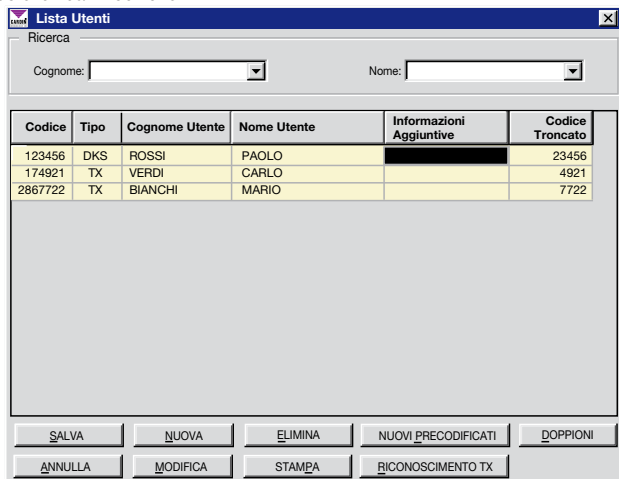 CARDIN
Lista Utenti
Ricerca
Cognome: Nome:
Codice Tipo Cognome Utente Nome Utente Informazioni Aggiuntive Codice Troncato
123456 DKS ROSSI PAOLO 23456
174921 TX VERDI CARLO 4921
2867722 TX BIANCHI MARIO 7722
SALVA NUOVA ELIMINA NUOVI PRECODIFICATI DOPPIONI
ANNULLA MODIFICA STAMPA RICONOSCIMENTO TX